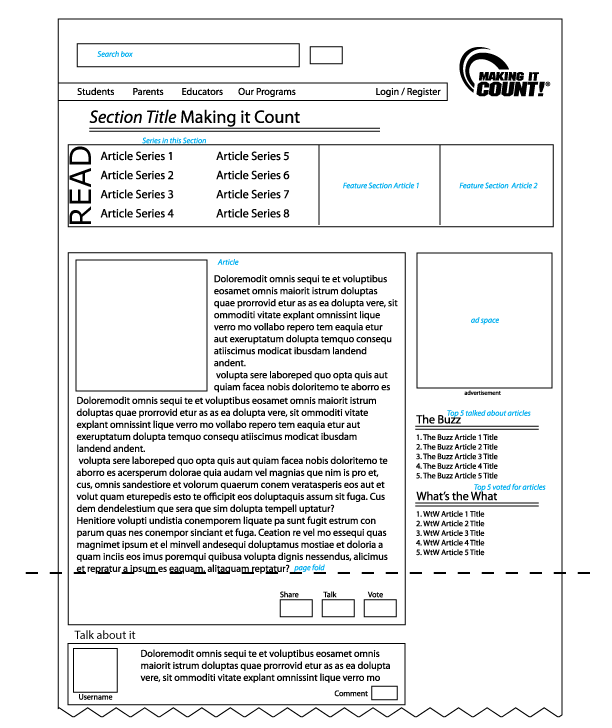 Search box
MAKING IT
COUNT!®
Students Parents Educators Our Programs Login / Register
Section Title Making it Count
Series in this Section
READ
Article Series 1
Article Series 2
Article Series 3
Article Series 4
Article Series 5
Article Series 6
Article Series 7
Article Series 8
Feature Section Article 1
Feature Section Article 2
Article
Doloremodit omnis sequi te et voluptibus
eosamet omnis maiorit istrum doluptas
quae prorrovid etur as as ea dolupta vere, sit
ommoditi vitate explant omnissint lique
verro mo vollabo repero tem eaquia etur
aut exeruptatum dolupta temquo consequ
atiiscimus modicat ibusdam landend
andent.
volupta sere laboreped quo opta quis aut
quiam facea nobis doloritemo te aborro es
Doloremodit omnis sequi te et voluptibus eosamet omnis maiorit istrum
doluptas quae prorrovid etur as as ea dolupta vere, sit ommoditi vitate
explant omnissint lique verro mo vollabo repero tem eaquia etur aut
exeruptatum dolupta temquo consequ atiiscimus modicat ibusdam
landend andent.
volupta sere laboreped quo opta quis aut quiam facea nobis doloritemo te
aborro es acersperum dolorae quia audam vel magnias que nim is pro et,
cus, omnis sandestiore et volorum quaerum conem veratasperis eos aut et
volut quam eturepedis esto te officipit eos doluptaquis assum sit fuga. Cus
dem dendelestium que sera que sim dolupta tempell uptatur?
Henitiore volupti undistia conemporem liquate pa sunt fugit estrum con
parum quas nes conempor sinciant et fuga. Ceation re vel mo essequi quas
magnimet ipsum et el minvell andesequi doluptamus mostiae et doloria a
quam inciis eos imus poremqui quibusa volupta dignis nessendus, alicimus
et repratur a ipsum es eaquam, alitaquam reptatur? page fold
Share Talk Vote
ad space
advertisement
Top 5 talked about articles
The Buzz
1. The Buzz Article 1 Title
2. The Buzz Article 2 Title
3. The Buzz Article 3 Title
4. The Buzz Article 4 Title
5. The Buzz Article 5 Title
Top 5 voted for articles
What's the What
1. WtW Article 1 Title
2. WtW Article 2 Title
3. WtW Article 3 Title
4. WtW Article 4 Title
5. WtW Article 5 Title
Talk about it
Username
Doloremodit omnis sequi te et voluptibus eosamet omnis
maiorit istrum doluptas quae prorrovid etur as as ea dolupta
vere, sit ommoditi vitate explant omnissint lique verro mo
Comment